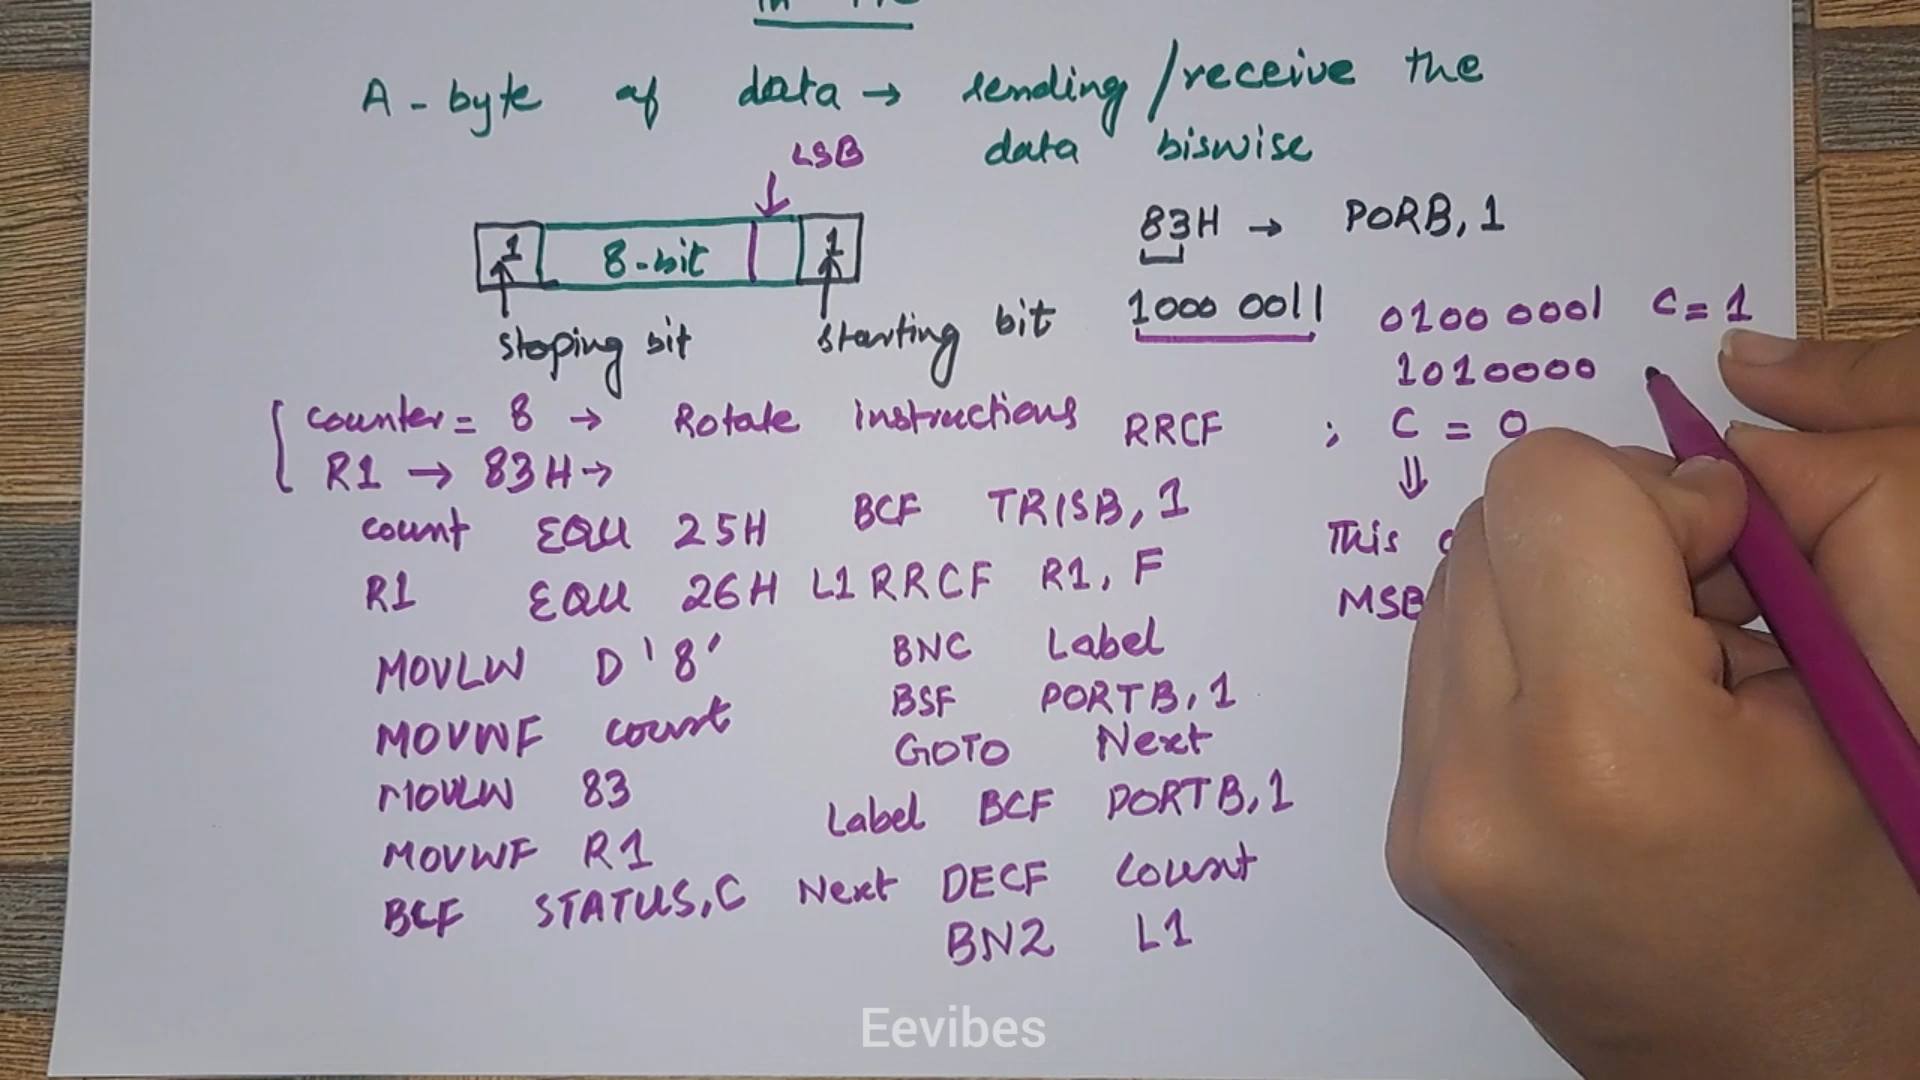 in PIC
A-byte of data → sending/receive the
data biswise
LSB
1 8-bit 1
stoping bit
starting bit
83H → PORB, 1
1000 0011
0100 0001 C = 1
1010000
counter = 8 → Rotate instructions RRCF ; C = 0
R1 → 83H →
⇓
This
MSB
count EQU 25H
R1 EQU 26H
MOVLW D '8'
MOVWF count
MOVLW 83
MOVWF R1
BCF STATUS,C
BCF TRISB, 1
L1 RRCF R1, F
BNC Label
BSF PORTB, 1
GOTO Next
Label BCF PORTB, 1
Next DECF count
BNZ L1
Eevibes